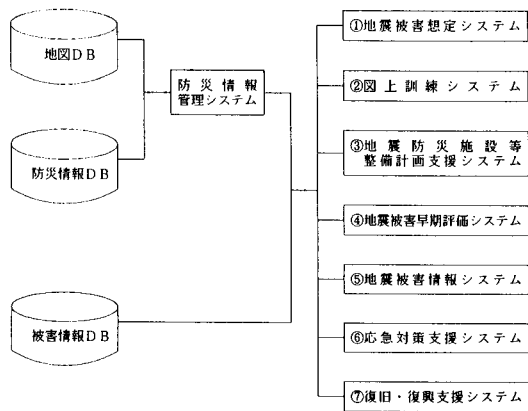 地図DB
防災情報DB
被害情報DB
防災情報
管理システム
①地震被害想定システム
②図上訓練システム
③地震防災施設等
整備計画支援システム
④地震被害早期評価システム
⑤地震被害情報システム
⑥応急対策支援システム
⑦復旧・復興支援システム